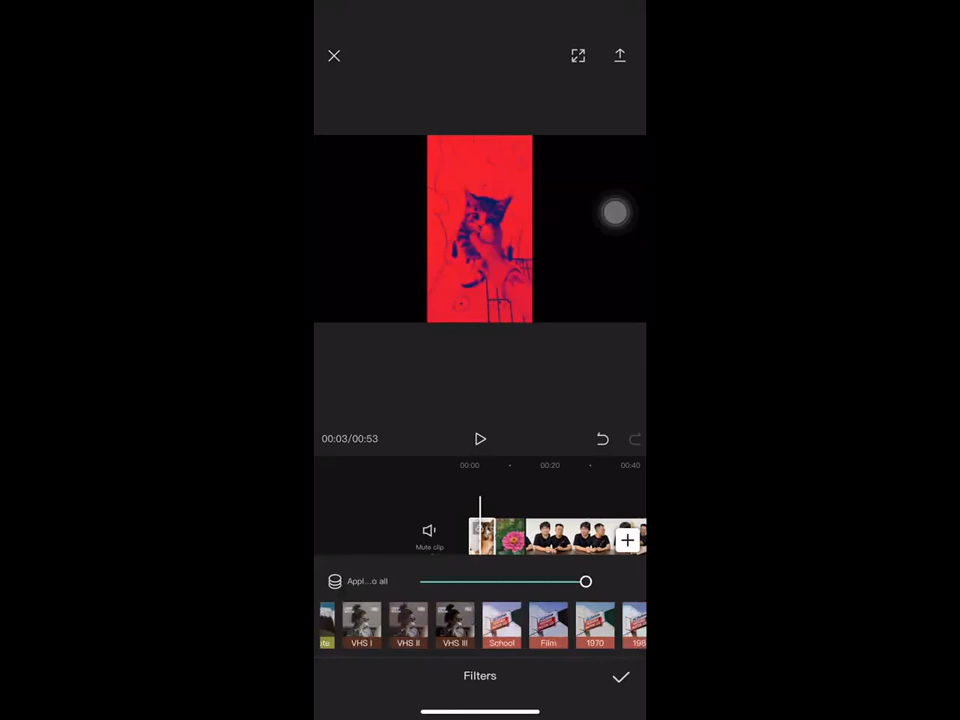 00:03/00:53
00:00
00:20
00:40
Mute clip
Appl...o all
VHS I
VHS II
VHS III
School
Film
1970
Filters